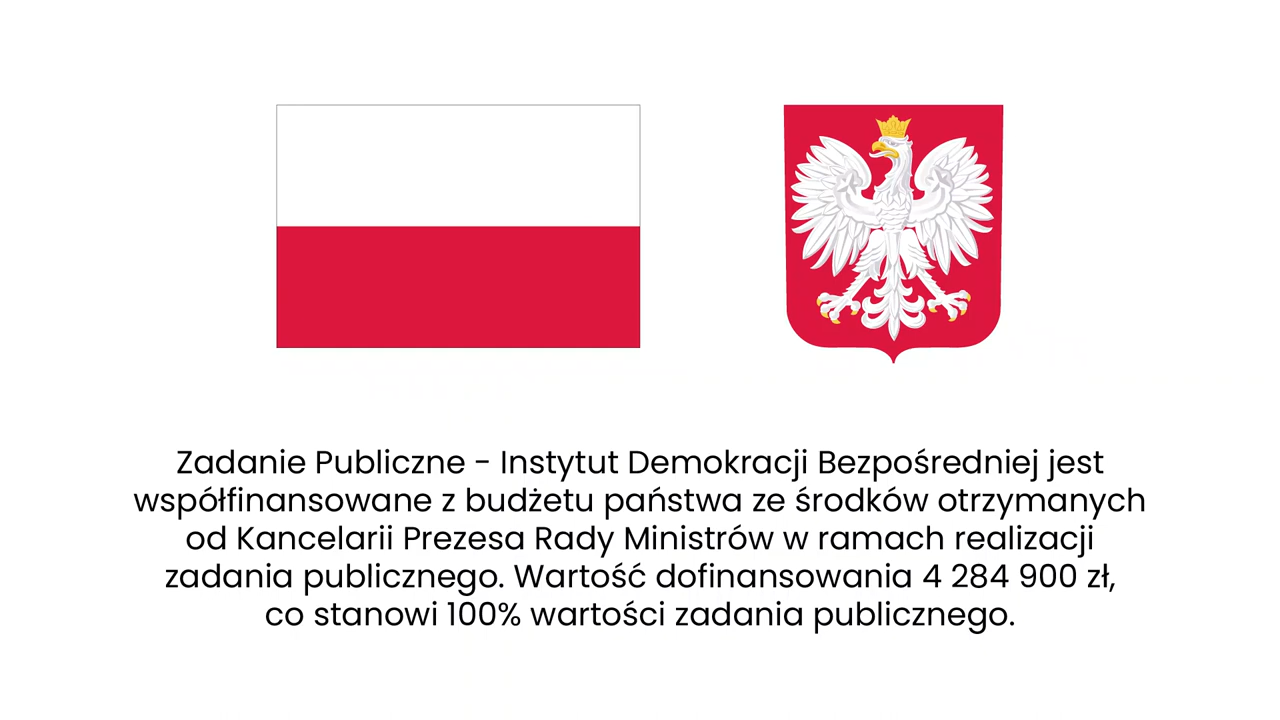 Zadanie Publiczne - Instytut Demokracji Bezpośredniej jest
współfinansowane z budżetu państwa ze środków otrzymanych
od Kancelarii Prezesa Rady Ministrów w ramach realizacji
zadania publicznego. Wartość dofinansowania 4 284 900 zł,
co stanowi 100% wartości zadania publicznego.